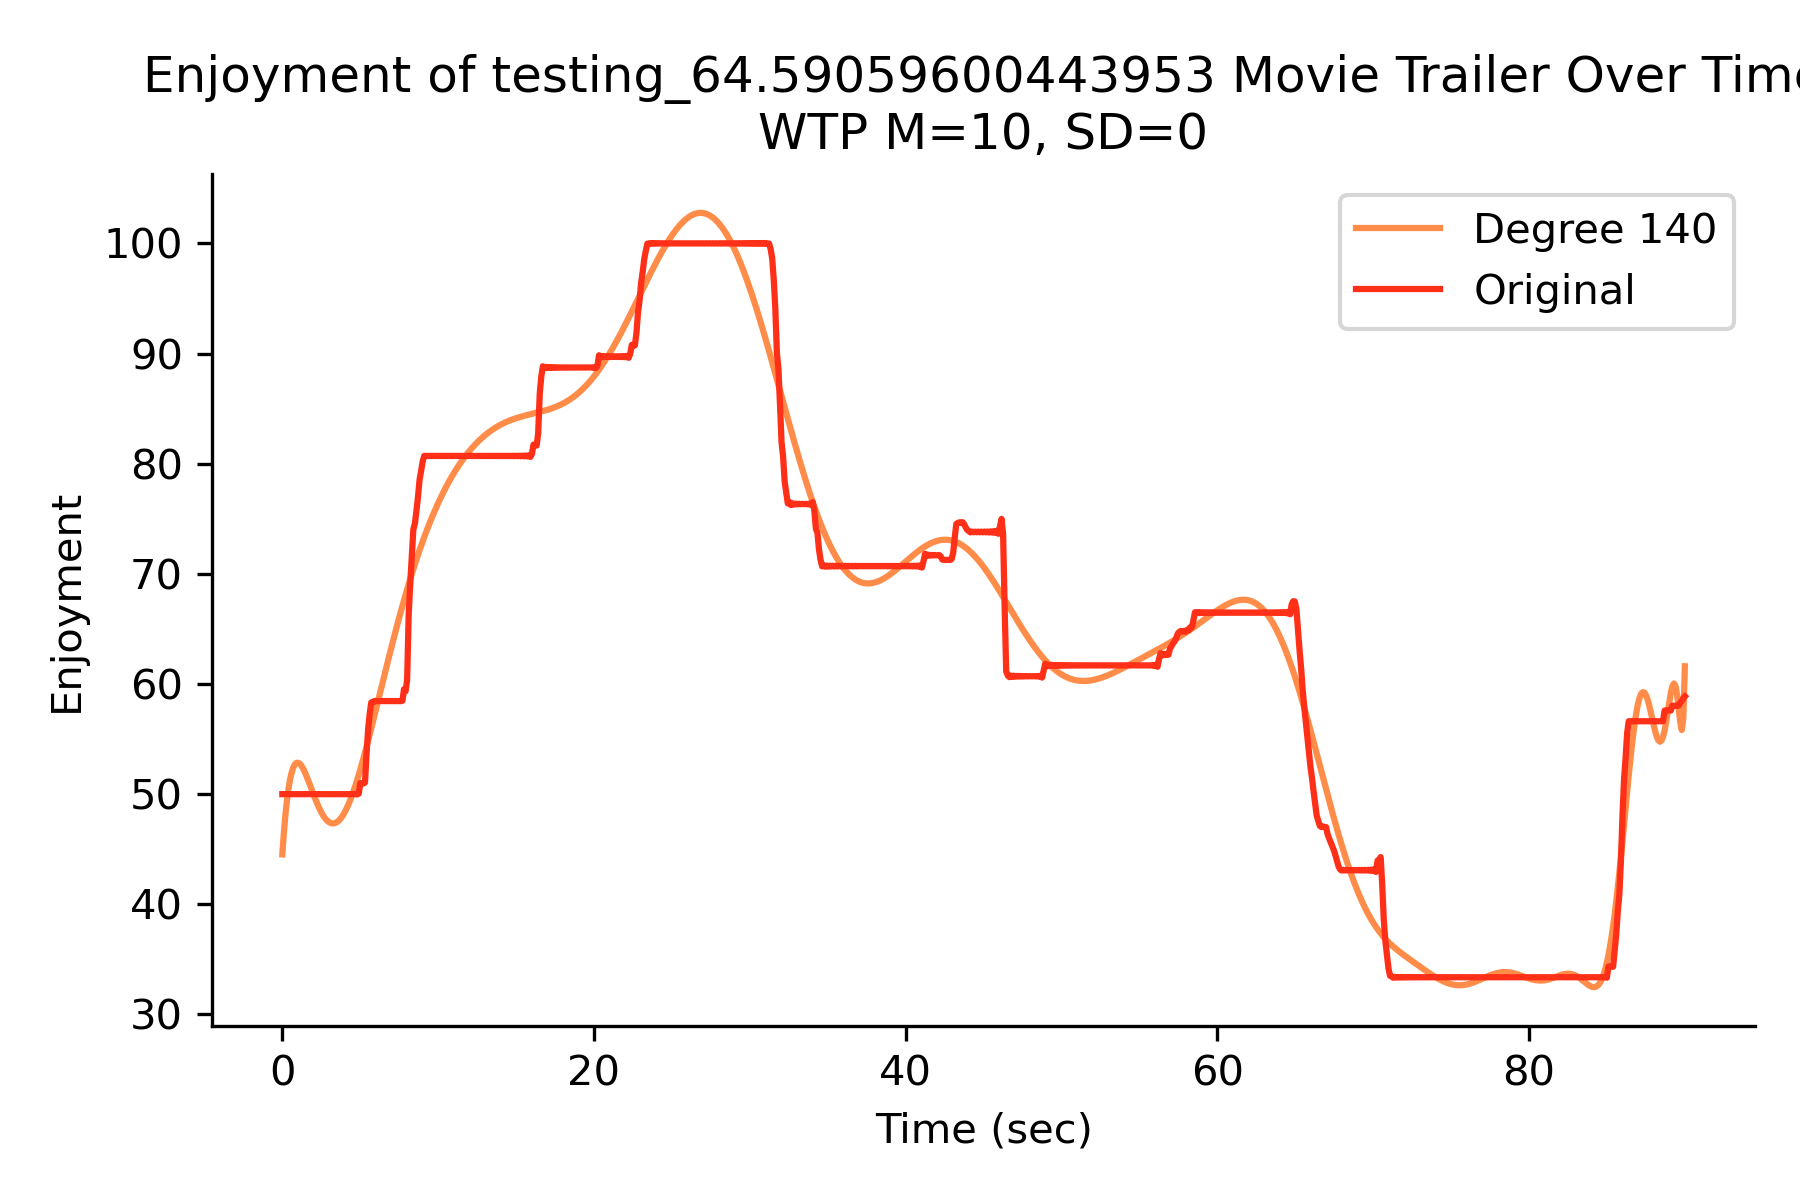 Enjoyment of testing_64.59059600443953 Movie Trailer Over Time
WTP M=10, SD=0
Degree 140
Original
Enjoyment
100
90
80
70
60
50
40
30
0
20
40
60
80
Time (sec)